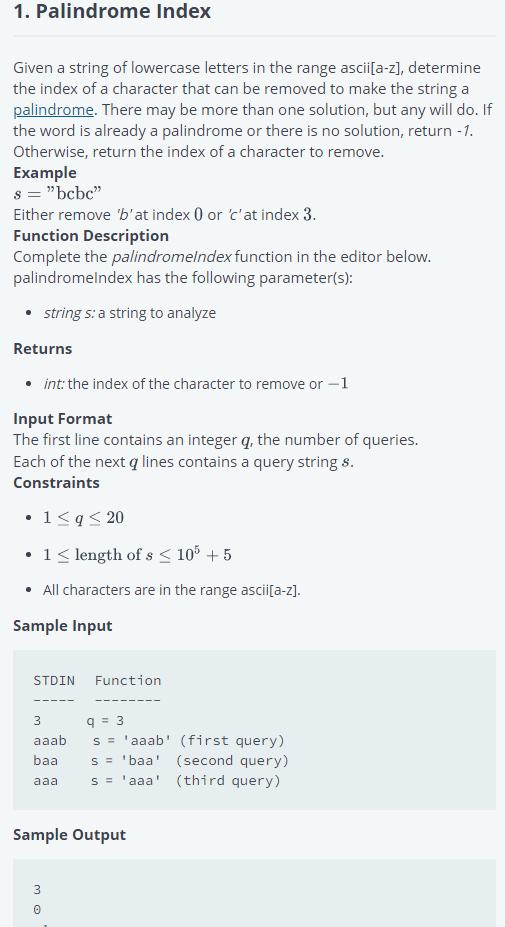 1. Palindrome Index
Given a string of lowercase letters in the range ascii[a-z], determine
the index of a character that can be removed to make the string a
palindrome. There may be more than one solution, but any will do. If
the word is already a palindrome or there is no solution, return -1.
Otherwise, return the index of a character to remove.
Example
s = ”bcbc”
Either remove 'b' at index 0 or 'c' at index 3.
Function Description
Complete the palindromeIndex function in the editor below.
palindromeIndex has the following parameter(s):
• string s: a string to analyze
Returns
• int: the index of the character to remove or −1
Input Format
The first line contains an integer q, the number of queries.
Each of the next q lines contains a query string s.
Constraints
• 1 ≤ q ≤ 20
• 1 ≤ length of s ≤ 10⁵ + 5
• All characters are in the range ascii[a-z].
Sample Input
STDIN Function
----- --------
3 q = 3
aaab s = 'aaab' (first query)
baa s = 'baa' (second query)
aaa s = 'aaa' (third query)
Sample Output
3
0